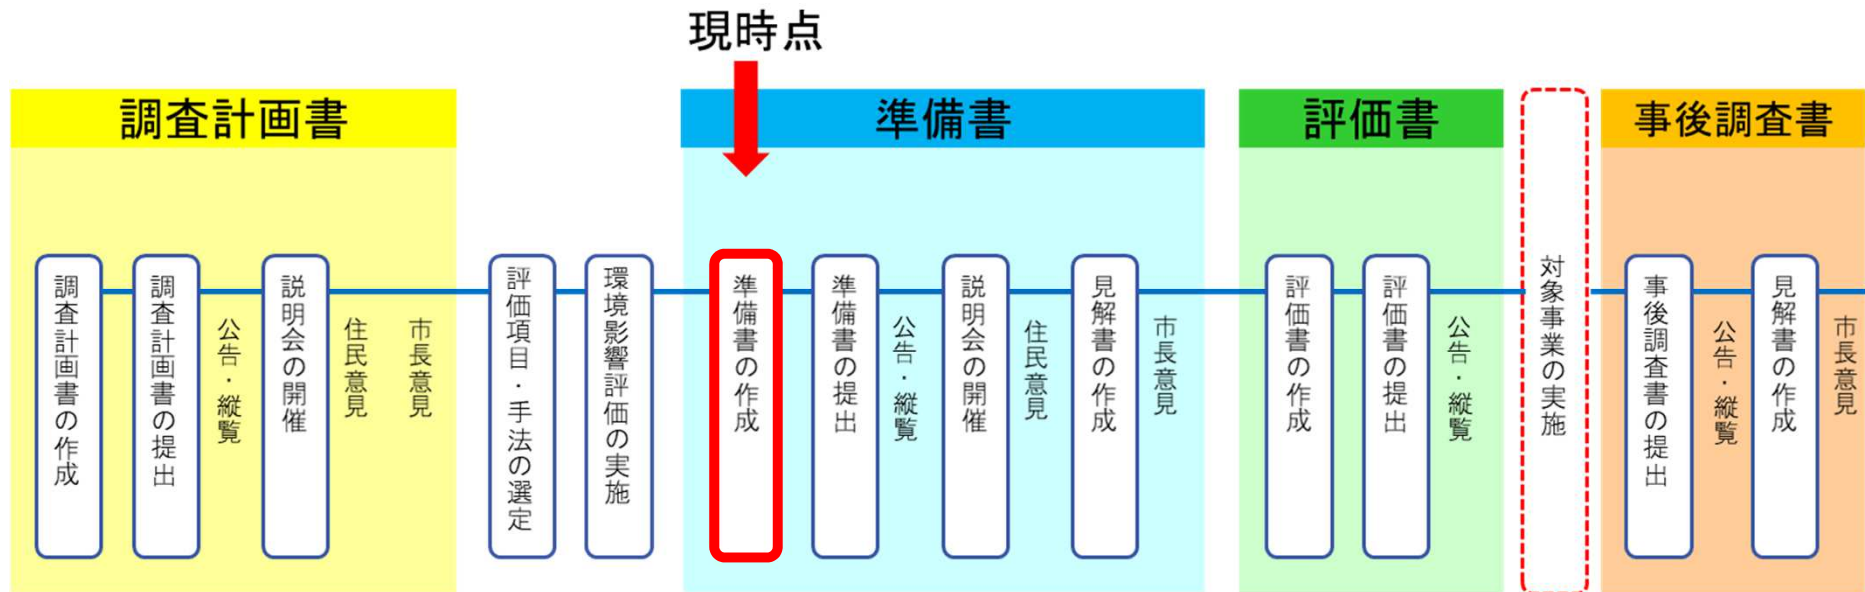 現時点
調査計画書
準備書
評価書
事後調査書
調査計画書の作成
調査計画書の提出
公告・縦覧
説明会の開催
住民意見
市長意見
評価項目・手法の選定
環境影響評価の実施
準備書の作成
準備書の提出
公告・縦覧
説明会の開催
住民意見
見解書の作成
市長意見
評価書の作成
評価書の提出
公告・縦覧
対象事業の実施
事後調査書の提出
公告・縦覧
見解書の作成
市長意見